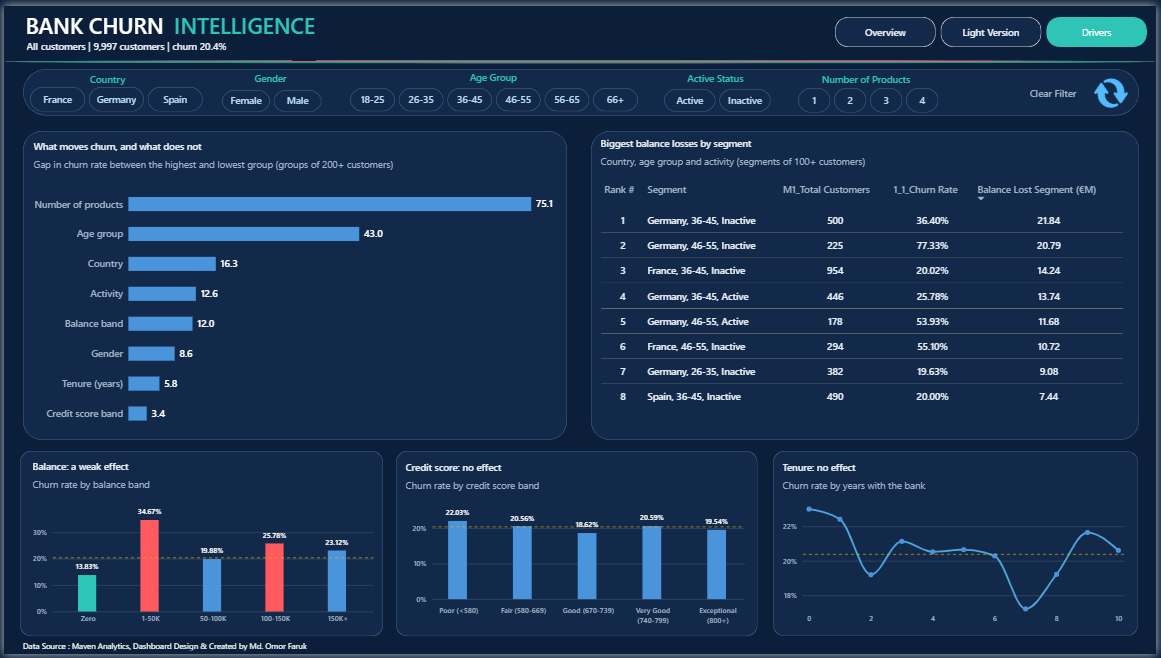 BANK CHURN INTELLIGENCE
All customers | 9,997 customers | churn 20.4%
Overview
Light Version
Drivers
Country
France Germany Spain
Gender
Female Male
Age Group
18-25 26-35 36-45 46-55 56-65 66+
Active Status
Active Inactive
Number of Products
1 2 3 4
Clear Filter
What moves churn, and what does not
Gap in churn rate between the highest and lowest group (groups of 200+ customers)
Number of products 75.1
Age group 43.0
Country 16.3
Activity 12.6
Balance band 12.0
Gender 8.6
Tenure (years) 5.8
Credit score band 3.4
Biggest balance losses by segment
Country, age group and activity (segments of 100+ customers)
Rank # Segment M1_Total Customers 1_1_Churn Rate Balance Lost Segment (€M)
1 Germany, 36-45, Inactive 500 36.40% 21.84
2 Germany, 46-55, Inactive 225 77.33% 20.79
3 France, 36-45, Inactive 954 20.02% 14.24
4 Germany, 36-45, Active 446 25.78% 13.74
5 Germany, 46-55, Active 178 53.93% 11.68
6 France, 46-55, Inactive 294 55.10% 10.72
7 Germany, 26-35, Inactive 382 19.63% 9.08
8 Spain, 36-45, Inactive 490 20.00% 7.44
Balance: a weak effect
Churn rate by balance band
30%
20%
10%
0%
13.83% 34.67% 19.88% 25.78% 23.12%
Zero 1-50K 50-100K 100-150K 150K+
Credit score: no effect
Churn rate by credit score band
20%
10%
0%
22.03% 20.56% 18.62% 20.59% 19.54%
Poor (<580) Fair (580-669) Good (670-739) Very Good (740-799) Exceptional (800+)
Tenure: no effect
Churn rate by years with the bank
22%
20%
18%
0 2 4 6 8 10
Data Source : Maven Analytics, Dashboard Design & Created by Md. Omor Faruk